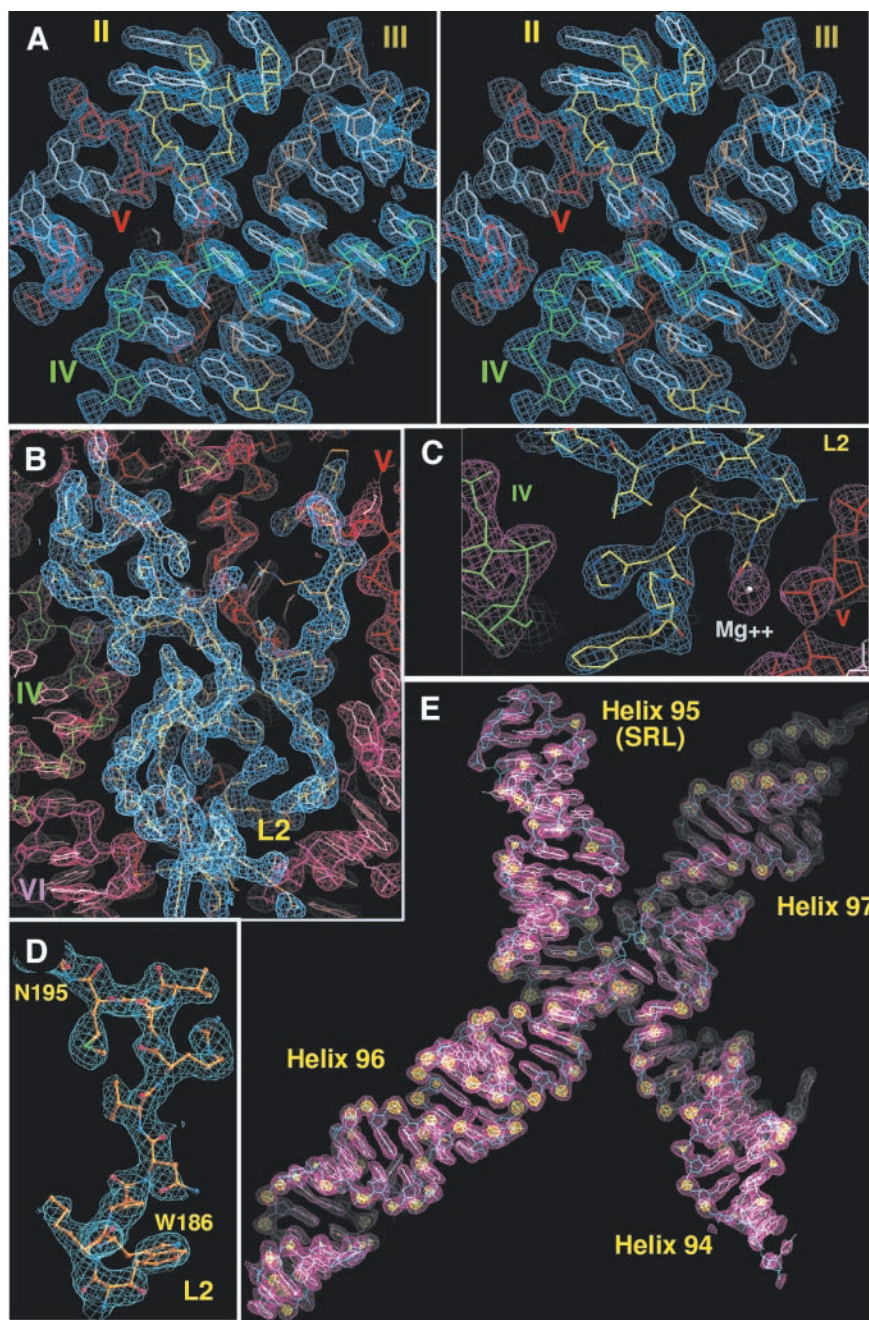 A
II
III
II
III
V
V
IV
IV
B
V
IV
L2
VI
C
L2
IV
Mg++
V
D
N195
W186
L2
E
Helix 95
(SRL)
Helix 97
Helix 96
Helix 94